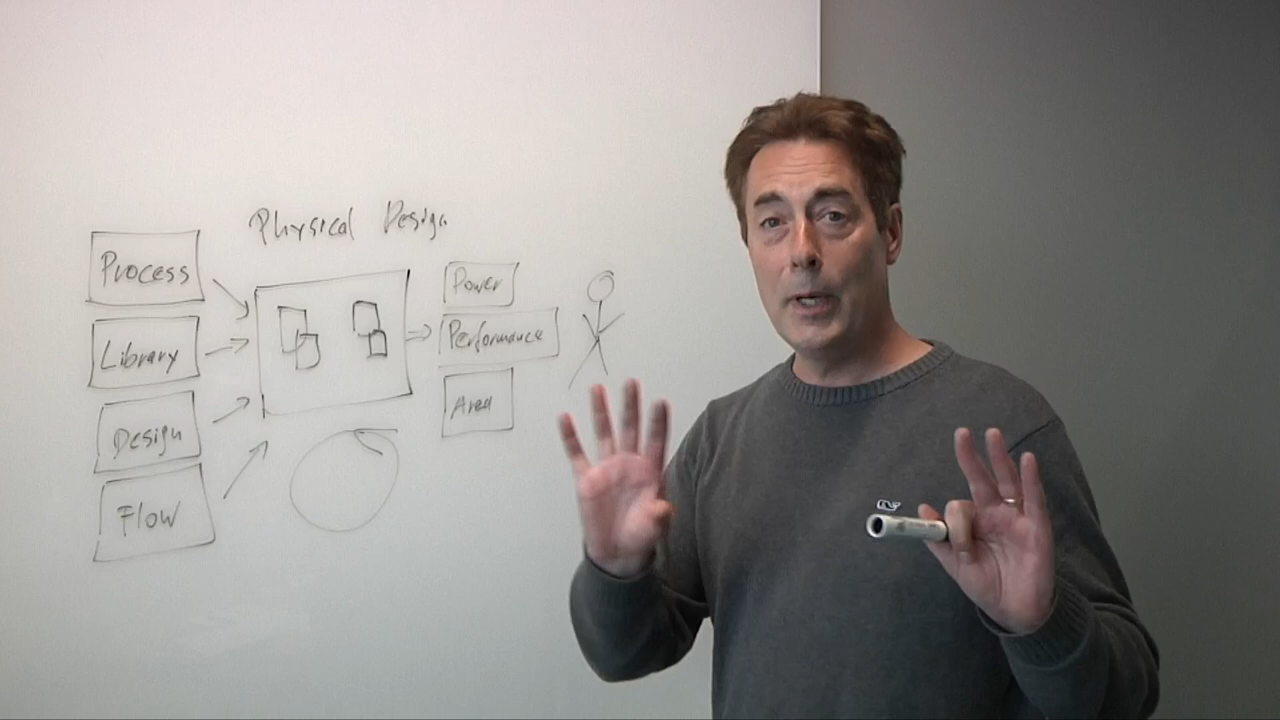 Physical Design
Process
Library
Design
Flow
Power
Performance
Area